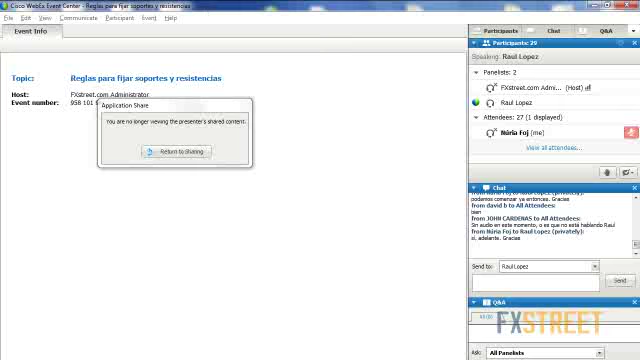 Cisco WebEx Event Center - Reglas para fijar soportes y resistencias
File Edit View Communicate Participant Event Help
Event Info
Topic: Reglas para fijar soportes y resistencias
Host: FXstreet.com Administrator
Event number: 958 101
Application Share
You are no longer viewing the presenter's shared content.
Return to Sharing
Participants Chat Q&A
Participants: 29
Speaking: Raul Lopez
Panelists: 2
FXstreet.com Admi... (Host)
Raul Lopez
Attendees: 27 (1 displayed)
Núria Foj (me)
View all attendees...
Chat
podamos comenzar ya entonces. Gracias
from david b to All Attendees:
bien
from JOHN CARDENAS to All Attendees:
Sin audio en este momento, o es que no está hablando Raul
from Núria Foj to Raul Lopez (privately):
si, adelante. Gracias
Send to: Raul Lopez
Send
Q&A
All (0)
FXSTREET
Ask: All Panelists